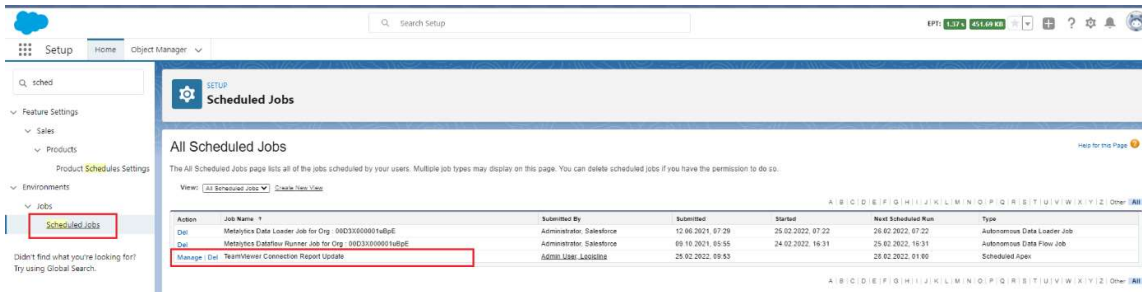 Search Setup
EPT: 1.37 s 451.69 KB
Setup Home Object Manager
sched
Feature Settings
Sales
Products
Product Schedules Settings
Environments
Jobs
Scheduled Jobs
Didn't find what you're looking for?
Try using Global Search.
SETUP
Scheduled Jobs
All Scheduled Jobs
Help for this Page
The All Scheduled Jobs page lists all of the jobs scheduled by your users. Multiple job types may display on this page. You can delete scheduled jobs if you have the permission to do so.
View: All Scheduled Jobs Create New View
A | B | C | D | E | F | G | H | I | J | K | L | M | N | O | P | Q | R | S | T | U | V | W | X | Y | Z | Other All
Action Job Name ↑ Submitted By Submitted Started Next Scheduled Run Type
Del Metalytics Data Loader Job for Org : 00D3X000001uBpE Administrator, Salesforce 12.06.2021, 07:29 25.02.2022, 07:22 26.02.2022, 07:22 Autonomous Data Loader Job
Del Metalytics Dataflow Runner Job for Org : 00D3X000001uBpE Administrator, Salesforce 09.10.2021, 05:55 24.02.2022, 16:31 25.02.2022, 16:31 Autonomous Data Flow Job
Manage | Del TeamViewer Connection Report Update Admin User, Logicline 25.02.2022, 09:53 26.02.2022, 01:00 Scheduled Apex
A | B | C | D | E | F | G | H | I | J | K | L | M | N | O | P | Q | R | S | T | U | V | W | X | Y | Z | Other All